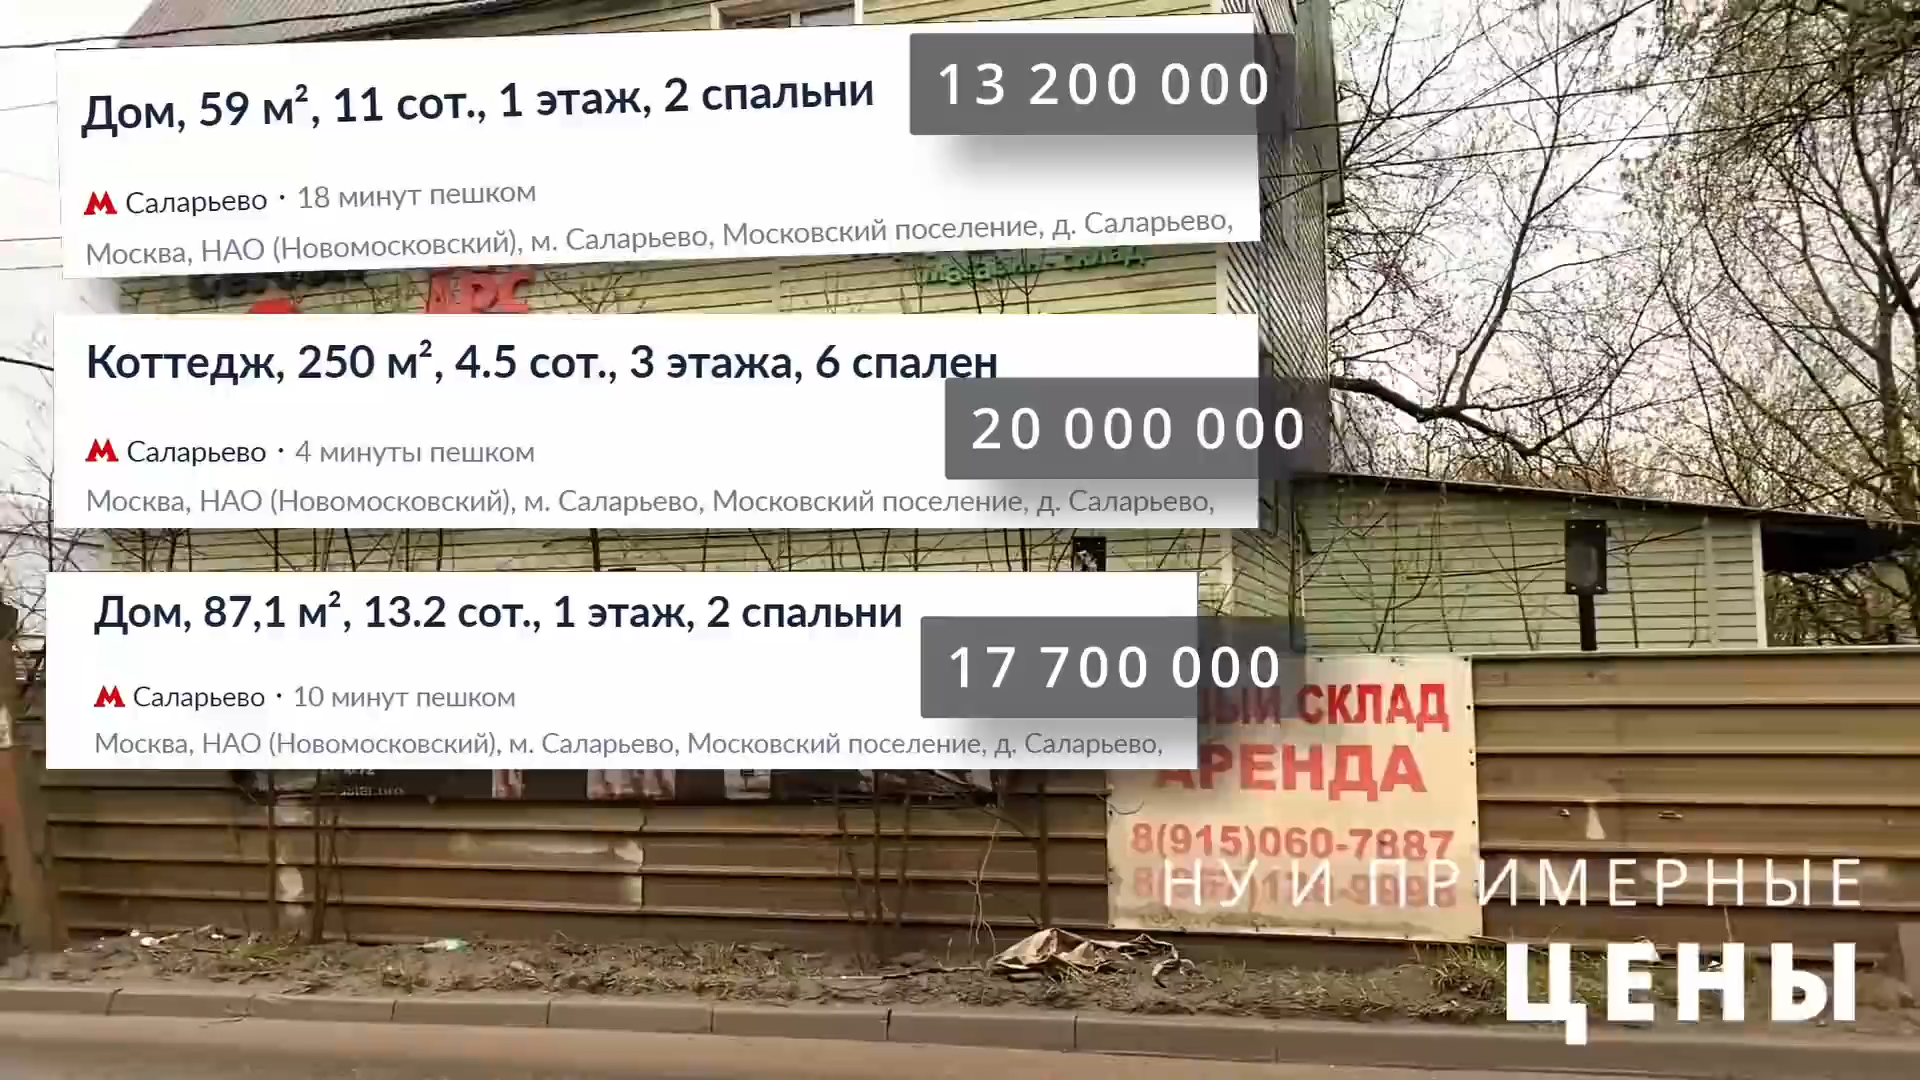 Дом, 59 м², 11 сот., 1 этаж, 2 спальни
13 200 000
Саларьево · 18 минут пешком
Москва, НАО (Новомосковский), м. Саларьево, Московский поселение, д. Саларьево,
АРС
магазин-склад
Коттедж, 250 м², 4.5 сот., 3 этажа, 6 спален
20 000 000
Саларьево · 4 минуты пешком
Москва, НАО (Новомосковский), м. Саларьево, Московский поселение, д. Саларьево,
Дом, 87,1 м², 13.2 сот., 1 этаж, 2 спальни
17 700 000
Саларьево · 10 минут пешком
Москва, НАО (Новомосковский), м. Саларьево, Московский поселение, д. Саларьево,
СКЛАД
АРЕНДА
8(915)060-7887
НУ И ПРИМЕРНЫЕ
ЦЕНЫ